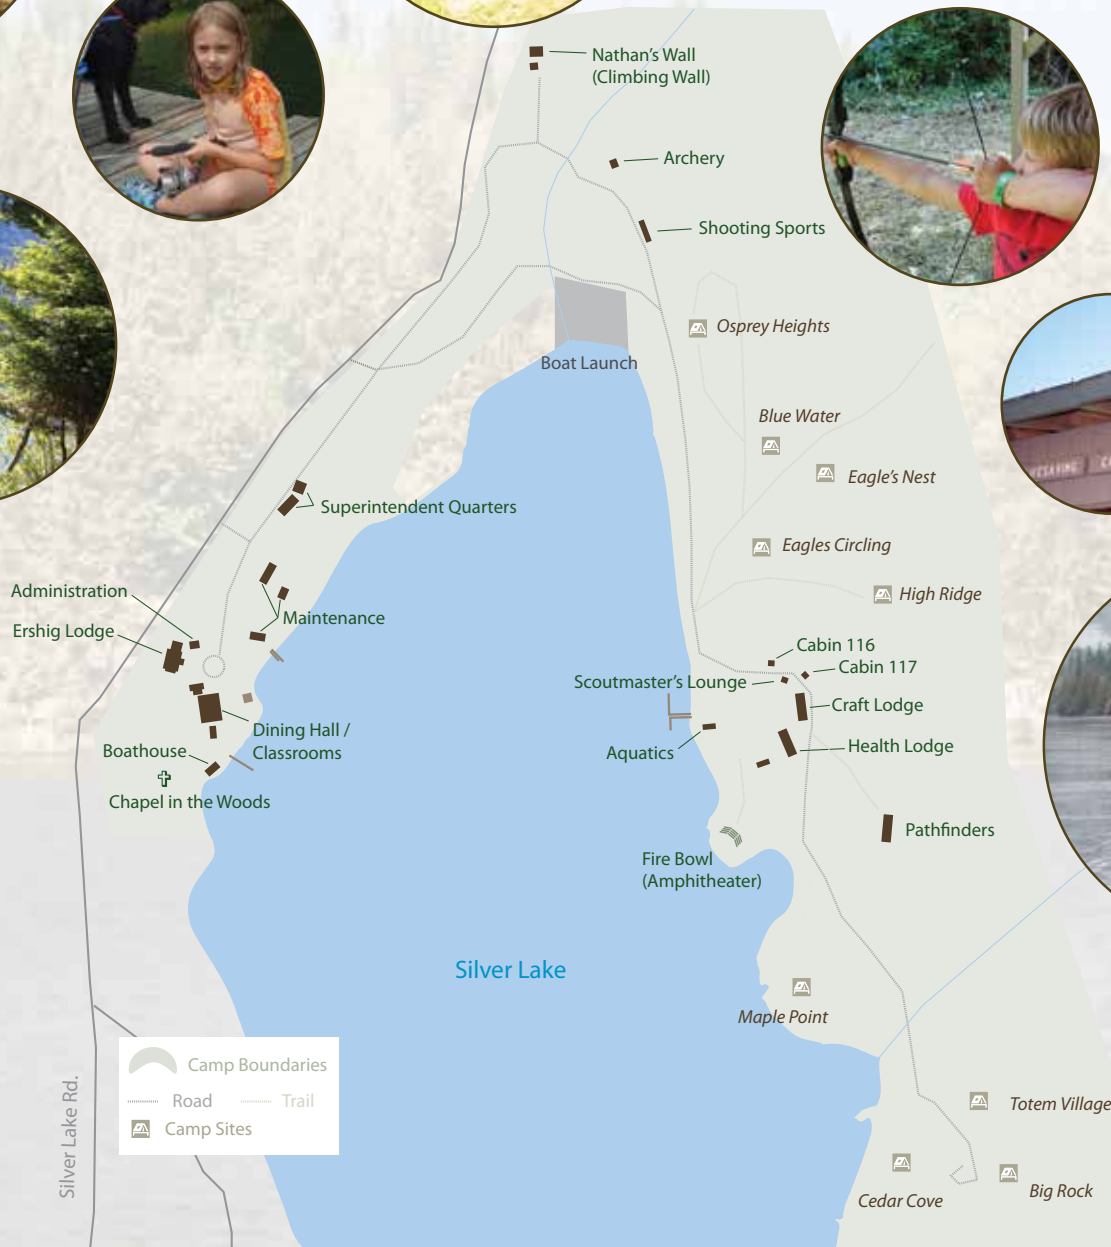 Nathan's Wall
(Climbing Wall)
Archery
Shooting Sports
Osprey Heights
Boat Launch
Blue Water
Eagle's Nest
Superintendent Quarters
Eagles Circling
Administration
High Ridge
Maintenance
Ershig Lodge
Cabin 116
Cabin 117
Scoutmaster's Lounge
Craft Lodge
Dining Hall /
Classrooms
Health Lodge
Boathouse
Aquatics
Chapel in the Woods
Pathfinders
Fire Bowl
(Amphitheater)
Silver Lake
Maple Point
Camp Boundaries
Road
Trail
Camp Sites
Silver Lake Rd.
Totem Village
Big Rock
Cedar Cove